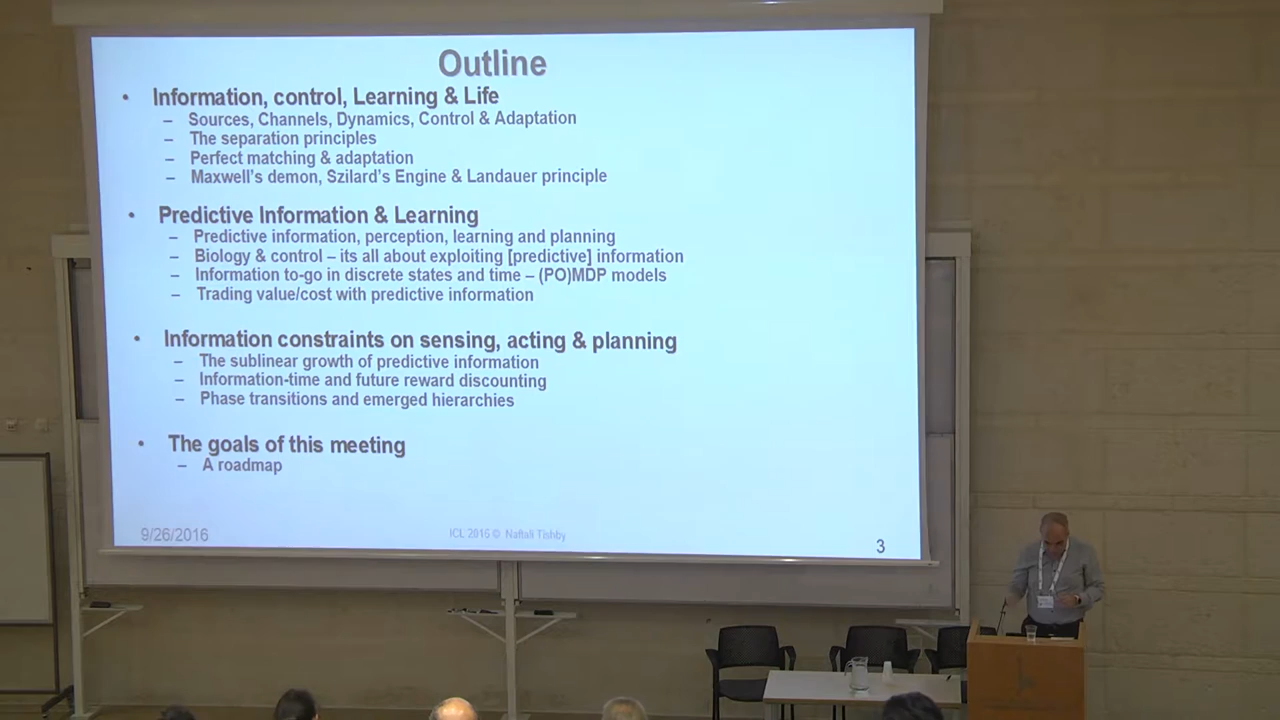 Outline
• Information, control, Learning & Life
– Sources, Channels, Dynamics, Control & Adaptation
– The separation principles
– Perfect matching & adaptation
– Maxwell's demon, Szilard's Engine & Landauer principle
• Predictive Information & Learning
– Predictive information, perception, learning and planning
– Biology & control – its all about exploiting [predictive] information
– Information to-go in discrete states and time – (PO)MDP models
– Trading value/cost with predictive information
• Information constraints on sensing, acting & planning
– The sublinear growth of predictive information
– Information-time and future reward discounting
– Phase transitions and emerged hierarchies
• The goals of this meeting
– A roadmap
9/26/2016
ICL 2016 © Naftali Tishby
3